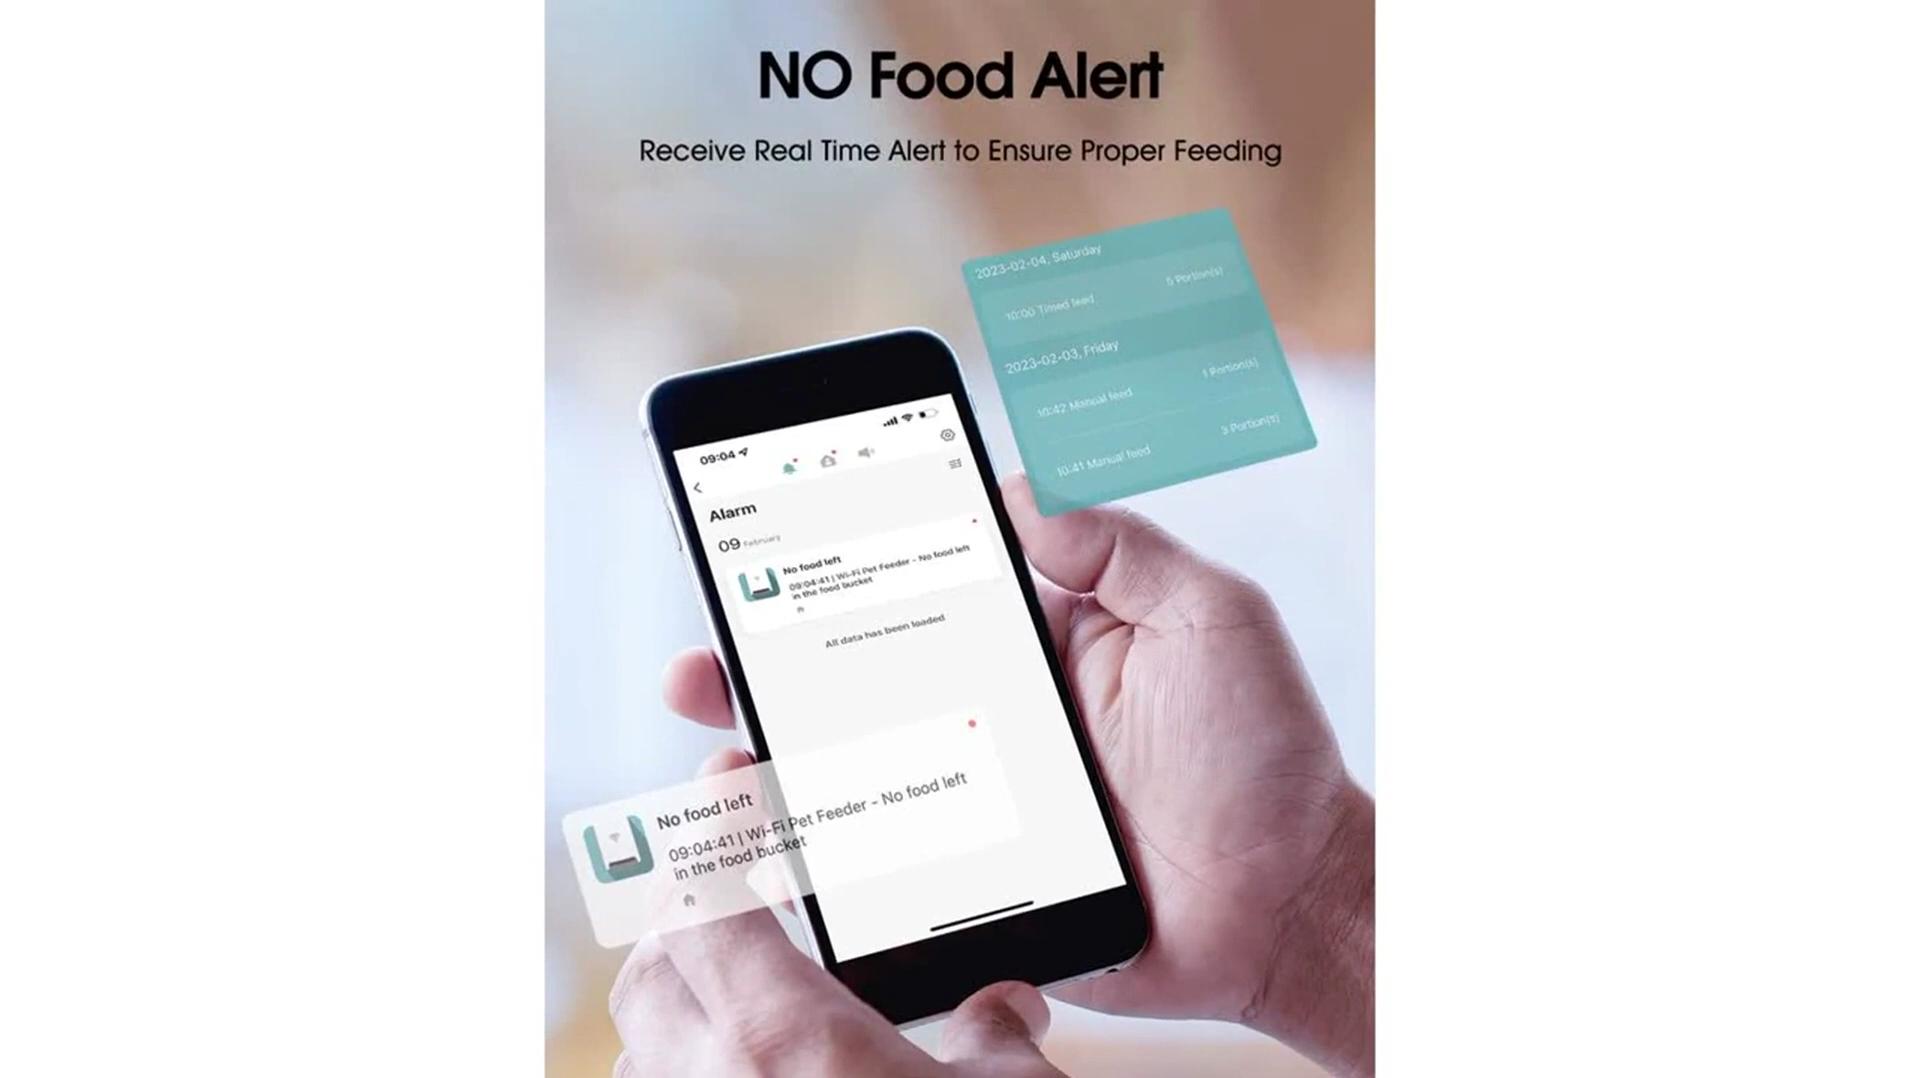 NO Food Alert
Receive Real Time Alert to Ensure Proper Feeding
2023-02-04, Saturday
10:00 Timed feed
5 Portion(s)
2023-02-03, Friday
10:42 Manual feed
1 Portion(s)
10:41 Manual feed
3 Portion(s)
09:04
Alarm
09 February
No food left
09:04:41 | Wi-Fi Pet Feeder - No food left
in the food bucket
All data has been loaded
No food left
09:04:41 | Wi-Fi Pet Feeder - No food left
in the food bucket